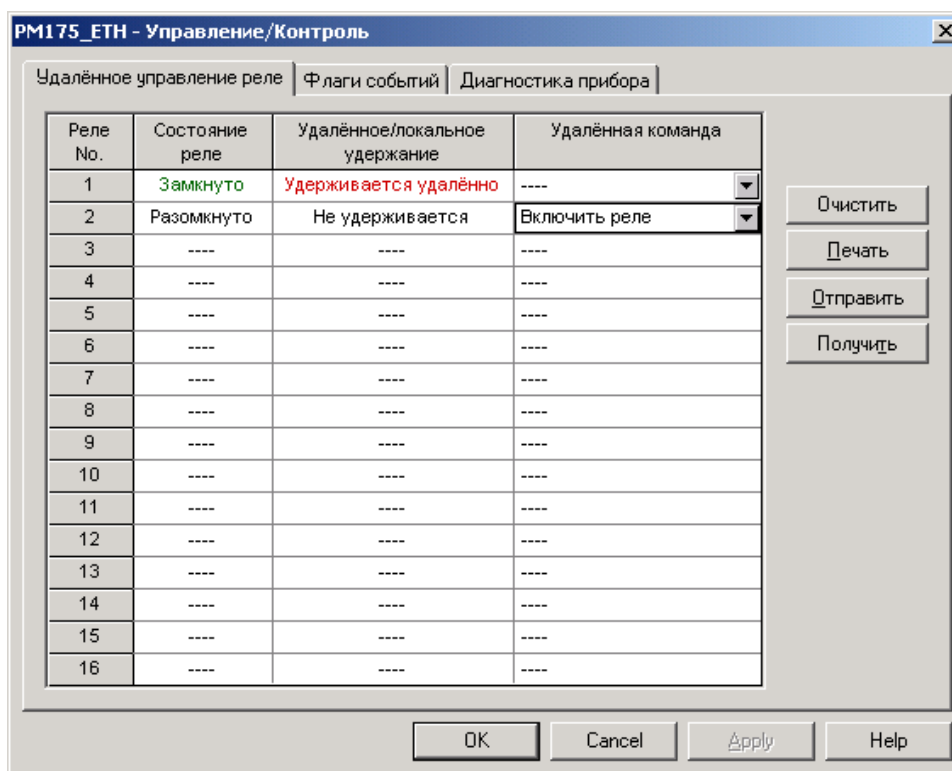 PM175_ETH - Управление/Контроль
Удалённое управление реле Флаги событий Диагностика прибора
Реле No. Состояние реле Удалённое/локальное удержание Удалённая команда
1 Замкнуто Удерживается удалённо ----
2 Разомкнуто Не удерживается Включить реле
3 ---- ---- ----
4 ---- ---- ----
5 ---- ---- ----
6 ---- ---- ----
7 ---- ---- ----
8 ---- ---- ----
9 ---- ---- ----
10 ---- ---- ----
11 ---- ---- ----
12 ---- ---- ----
13 ---- ---- ----
14 ---- ---- ----
15 ---- ---- ----
16 ---- ---- ----
Очистить
Печать
Отправить
Получить
OK Cancel Apply Help